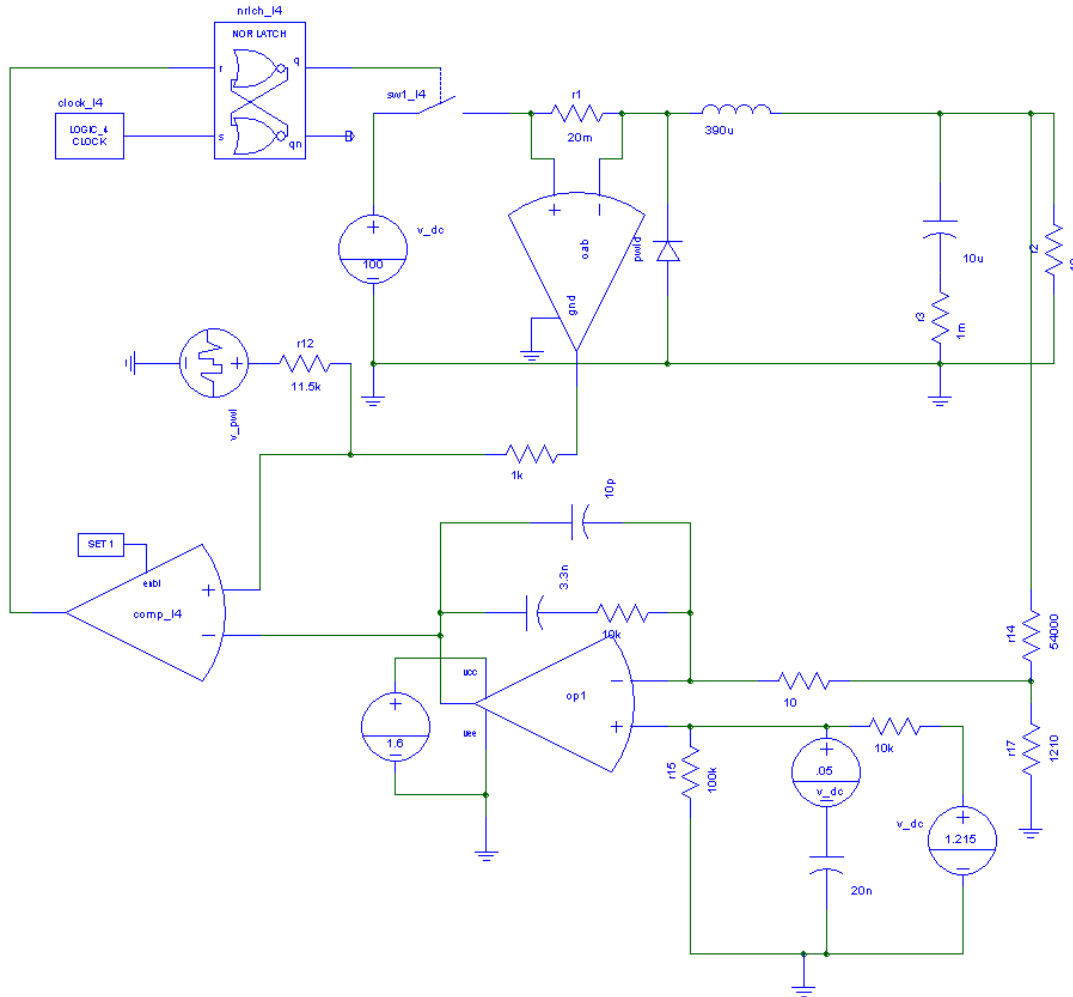 nrlch_l4
NOR LATCH
r
q
s
qn
clock_l4
LOGIC_4
CLOCK
sw1_l4
r1
20m
390u
v_dc
100
+
oab
gnd
pwld
10u
r3
1m
r2
r12
11.5k
v_pwl
1k
10p
SET 1
enbl
comp_l4
3.3n
10k
ucc
uee
op1
1.6
10
r14
54000
r17
1210
r15
100k
.05
v_dc
10k
v_dc
1.215
20n